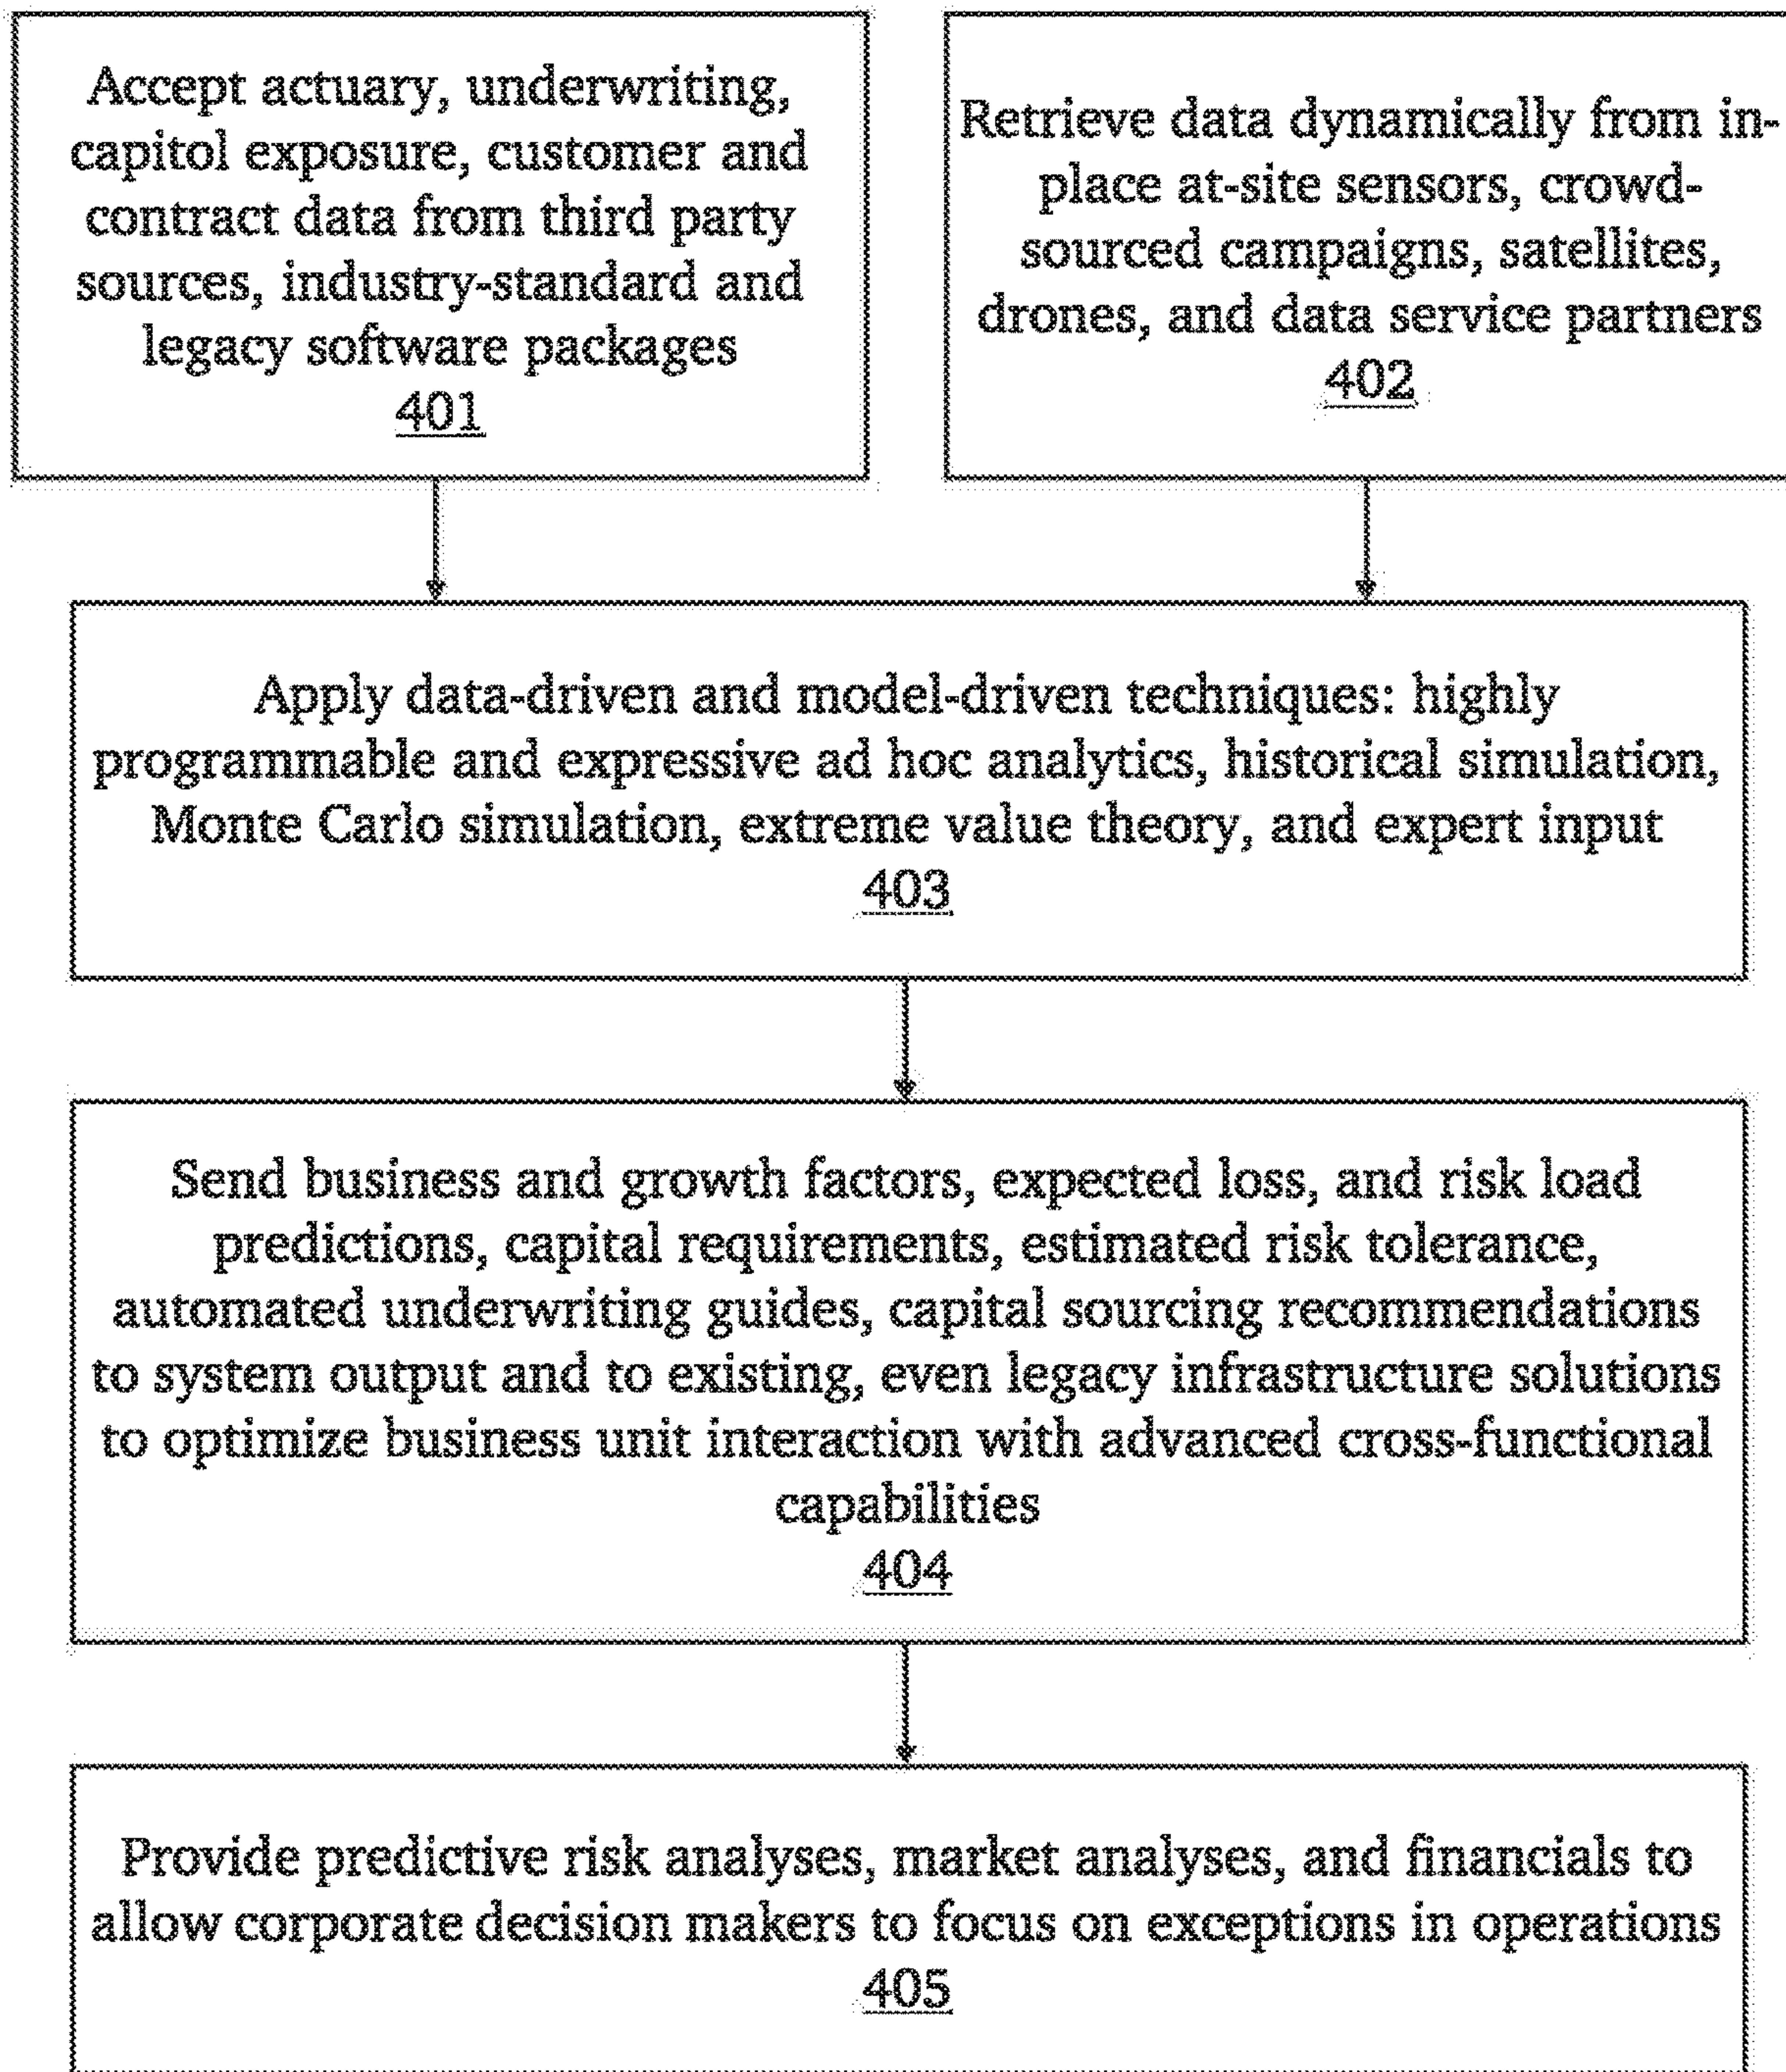 Accept actuary, underwriting,
capitol exposure, customer and
contract data from third party
sources, industry-standard and
legacy software packages
401
Retrieve data dynamically from in-
place at-site sensors, crowd-
sourced campaigns, satellites,
drones, and data service partners
402
Apply data-driven and model-driven techniques: highly
programmable and expressive ad hoc analytics, historical simulation,
Monte Carlo simulation, extreme value theory, and expert input
403
Send business and growth factors, expected loss, and risk load
predictions, capital requirements, estimated risk tolerance,
automated underwriting guides, capital sourcing recommendations
to system output and to existing, even legacy infrastructure solutions
to optimize business unit interaction with advanced cross-functional
capabilities
404
Provide predictive risk analyses, market analyses, and financials to
allow corporate decision makers to focus on exceptions in operations
405